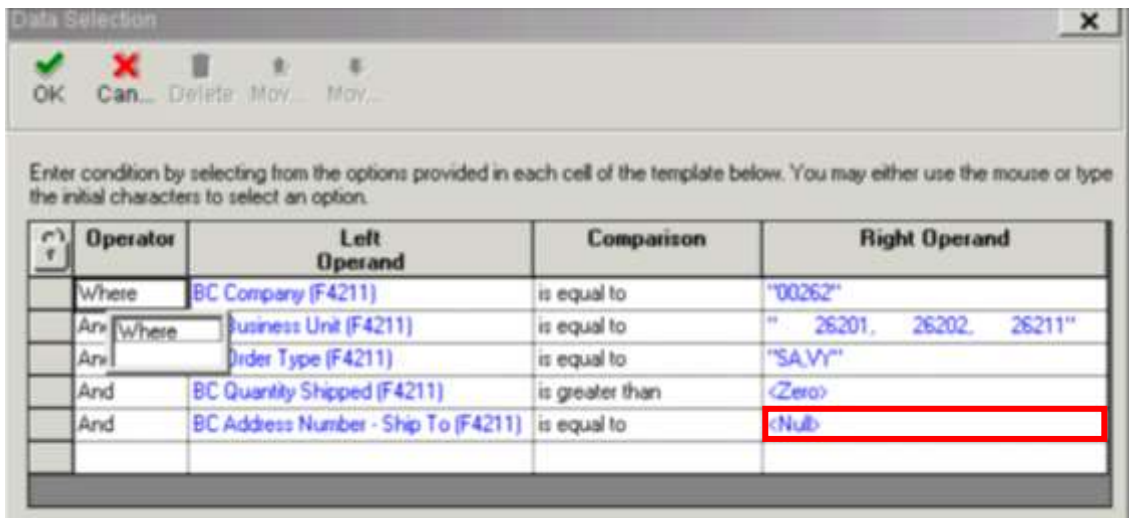 Data Selection
OK Can... Delete Mov... Mov...
Enter condition by selecting from the options provided in each cell of the template below. You may either use the mouse or type
the initial characters to select an option.
Operator Left Operand Comparison Right Operand
Where BC Company (F4211) is equal to "00262"
Business Unit (F4211) is equal to " 26201, 26202, 26211"
Where
Order Type (F4211) is equal to "SA,VY"
And BC Quantity Shipped (F4211) is greater than <Zero>
And BC Address Number - Ship To (F4211) is equal to <Null>